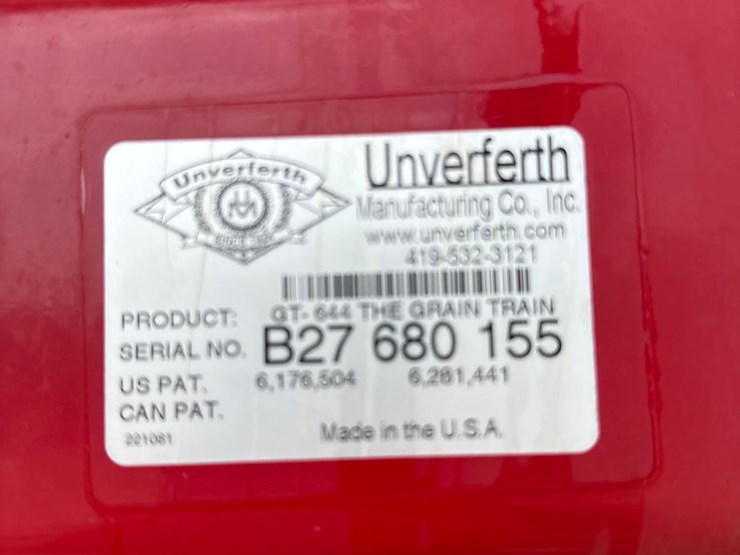 Unverferth
Unverferth
Manufacturing Co., Inc.
www.unverferth.com
419-532-3121
PRODUCT: GT- 644 THE GRAIN TRAIN
SERIAL NO. B27 680 155
US PAT. 6,176,504 6,281,441
CAN PAT.
221081 Made in the U.S.A.